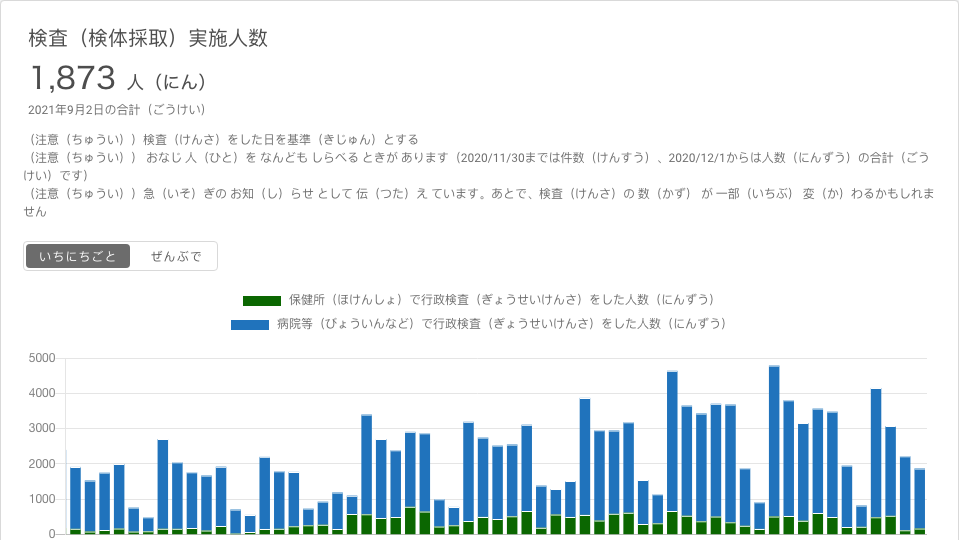 検査（検体採取）実施人数
1,873 人（にん）
2021年9月2日の合計（ごうけい）
（注意（ちゅうい））検査（けんさ）をした日を基準（きじゅん）とする
（注意（ちゅうい）） おなじ 人（ひと）を なんども しらべる ときが あります（2020/11/30までは件数（けんすう）、2020/12/1からは人数（にんずう）の合計（ごう
けい）です）
（注意（ちゅうい））急（いそ）ぎの お知（し）らせ として 伝（つた）え ています。あとで、検査（けんさ）の 数（かず） が 一部（いちぶ） 変（か）わるかもしれま
せん
いちにちごと ぜんぶで
保健所（ほけんしょ）で行政検査（ぎょうせいけんさ）をした人数（にんずう）
病院等（びょういんなど）で行政検査（ぎょうせいけんさ）をした人数（にんずう）
5000
4000
3000
2000
1000
0